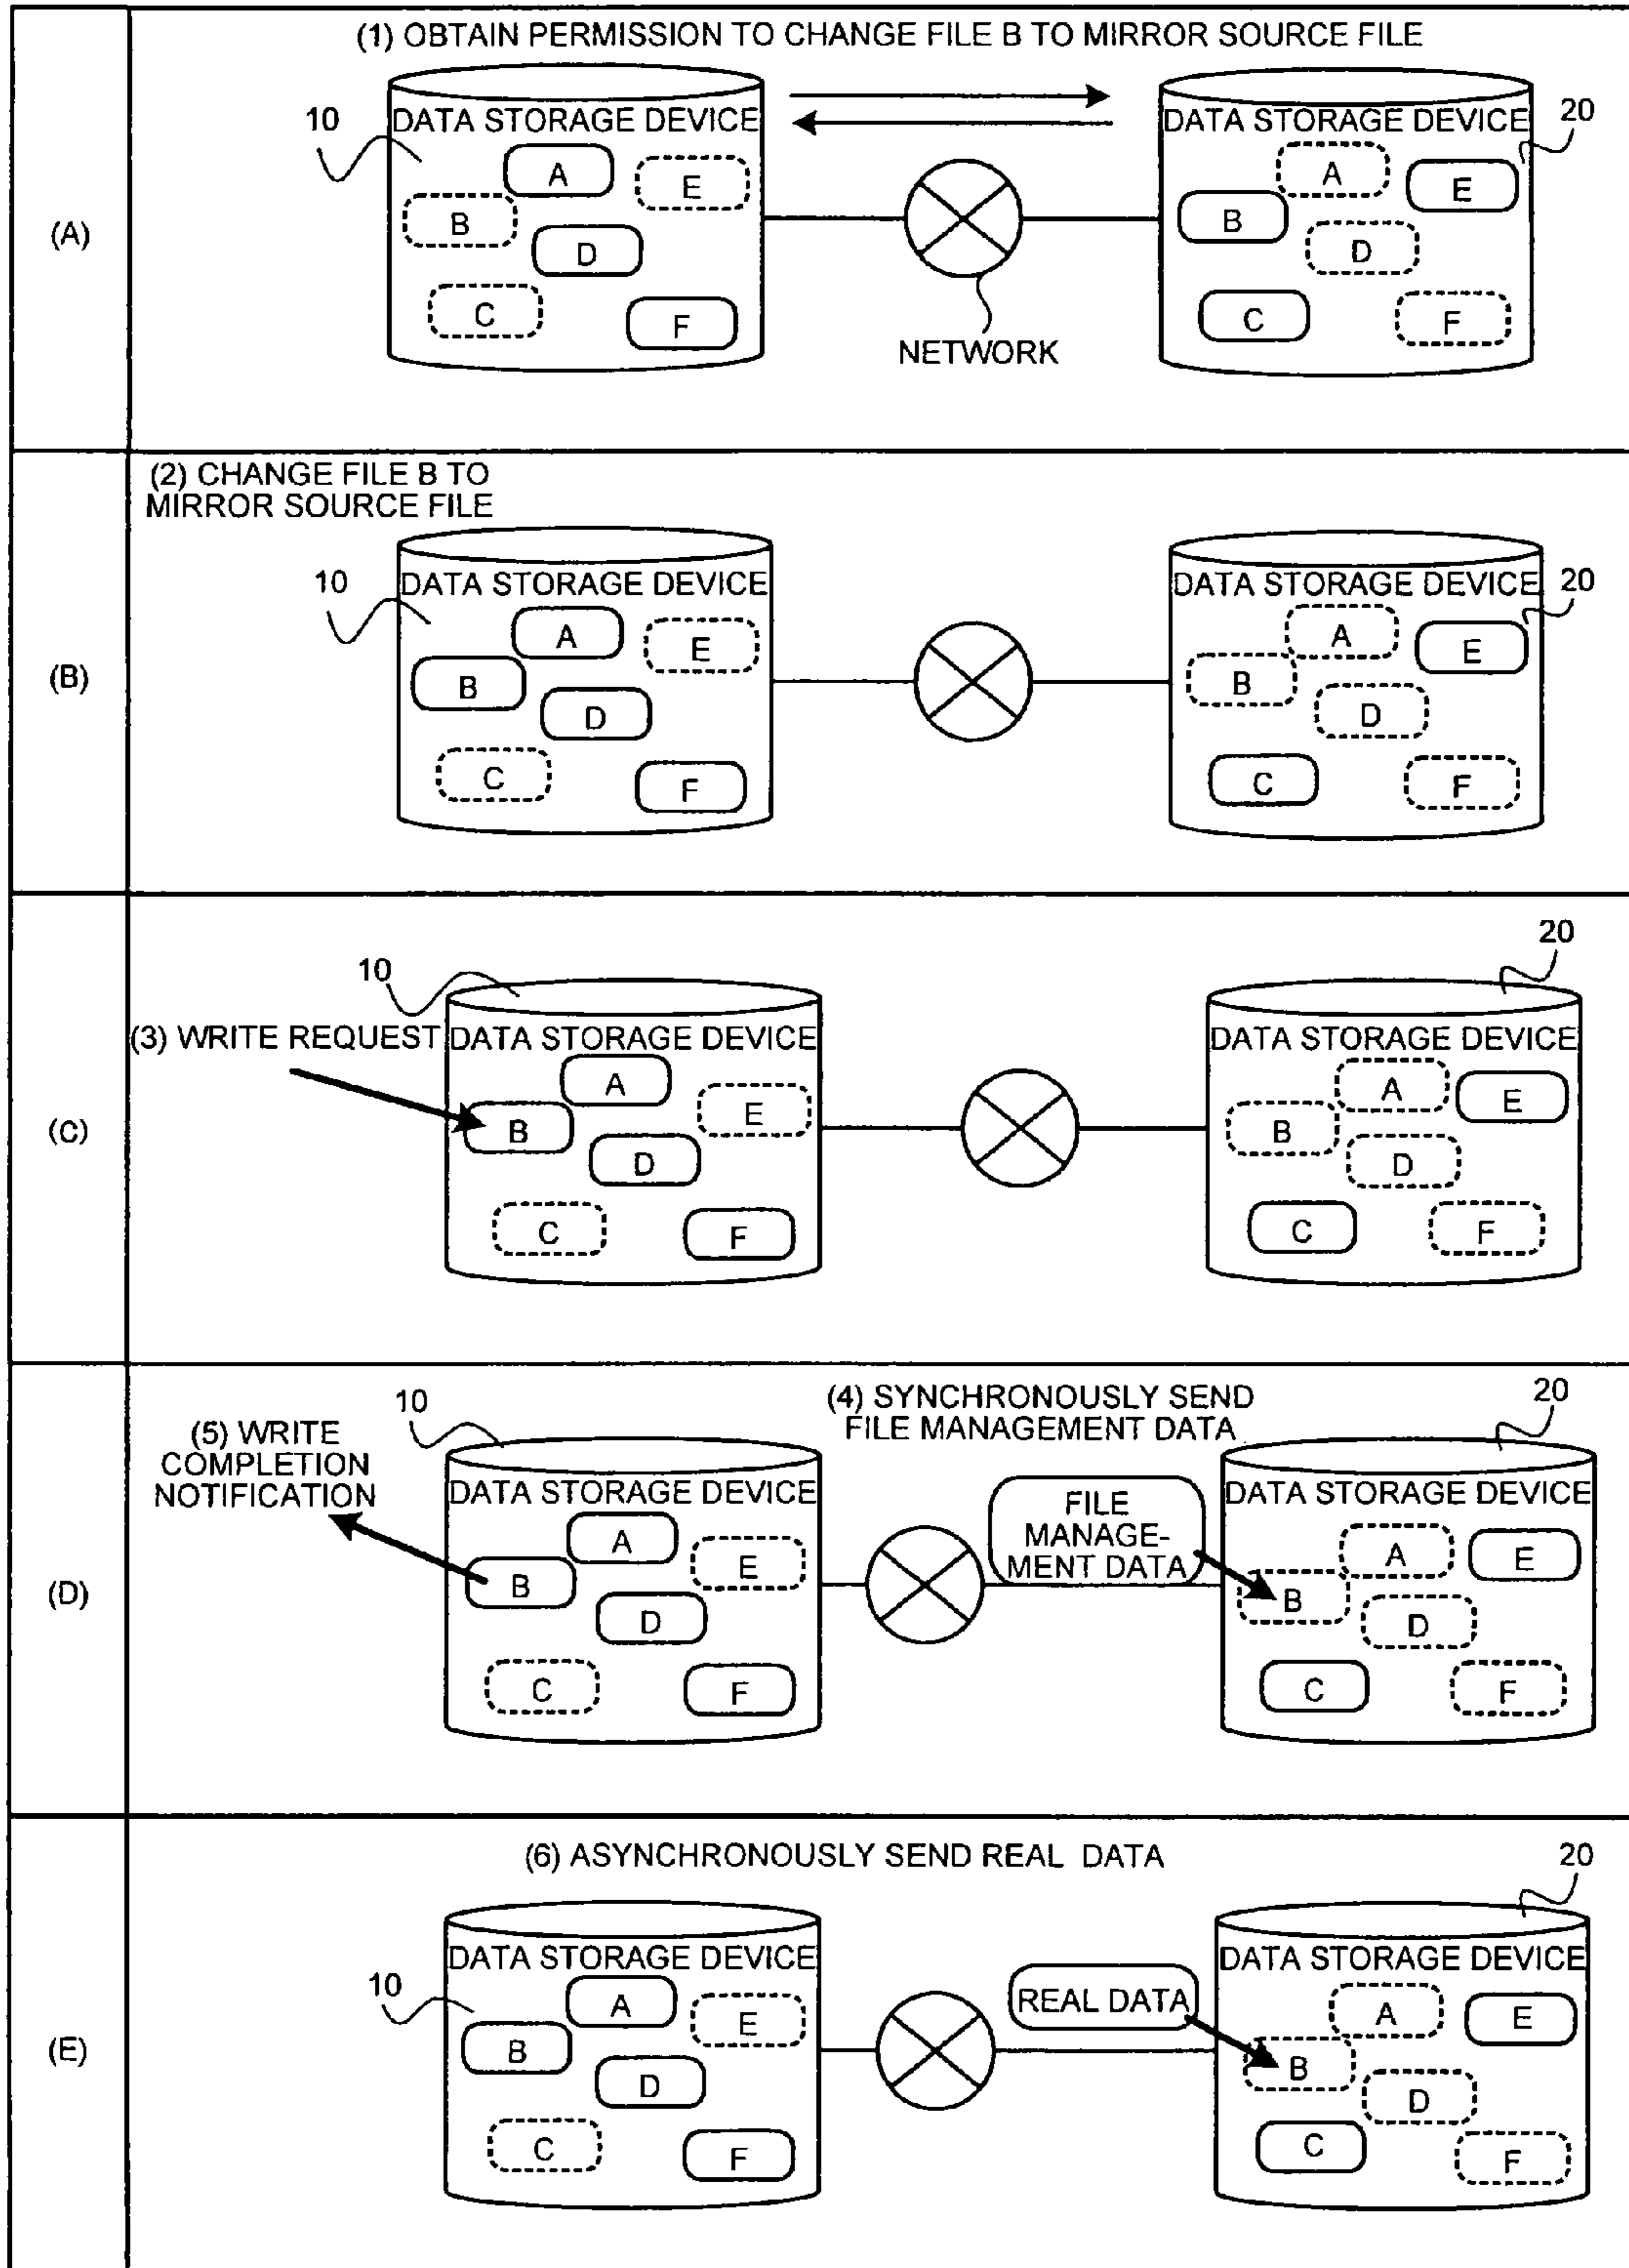 (1) OBTAIN PERMISSION TO CHANGE FILE B TO MIRROR SOURCE FILE
10
DATA STORAGE DEVICE
DATA STORAGE DEVICE
20
A
E
A
E
B
B
D
D
(A)
C
F
C
F
NETWORK
(2) CHANGE FILE B TO
MIRROR SOURCE FILE
10
DATA STORAGE DEVICE
DATA STORAGE DEVICE
20
A
E
A
E
B
B
(B)
D
D
C
F
C
F
20
10
(3) WRITE REQUEST
DATA STORAGE DEVICE
DATA STORAGE DEVICE
A
E
A
E
(C)
B
B
D
D
C
F
C
F
10
(4) SYNCHRONOUSLY SEND
FILE MANAGEMENT DATA
20
(5) WRITE
COMPLETION
NOTIFICATION
DATA STORAGE DEVICE
FILE
MANAGE-
MENT DATA
DATA STORAGE DEVICE
A
E
A
E
(D)
B
B
D
D
C
F
C
F
(6) ASYNCHRONOUSLY SEND REAL DATA
20
DATA STORAGE DEVICE
DATA STORAGE DEVICE
10
REAL DATA
A
E
A
E
(E)
B
B
D
D
C
F
C
F